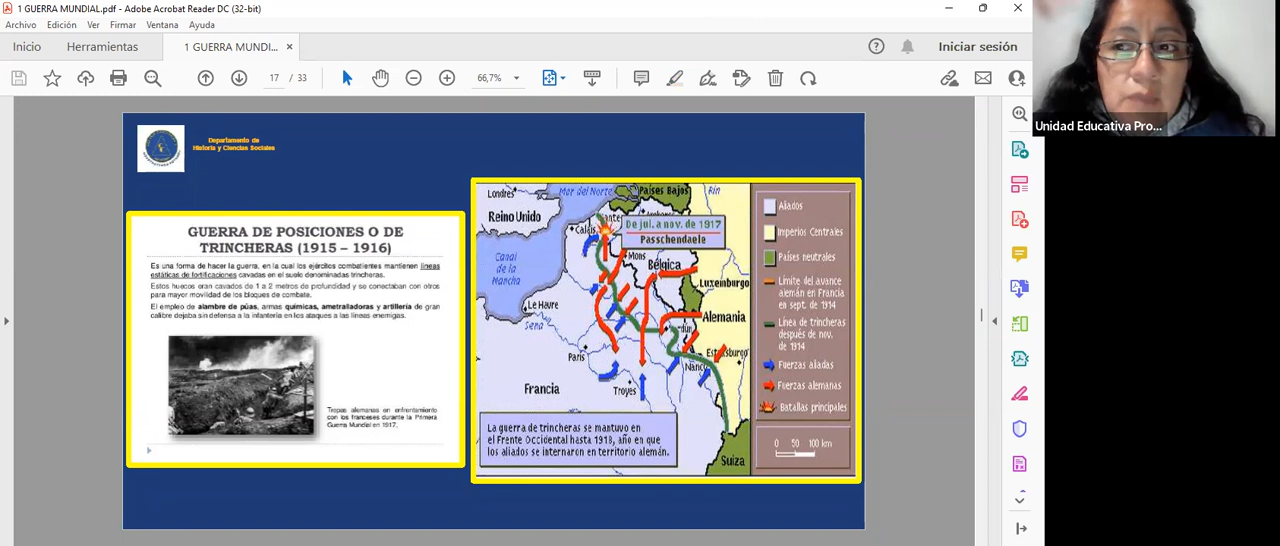 1 GUERRA MUNDIAL.pdf - Adobe Acrobat Reader DC (32-bit)
Archivo Edición Ver Firmar Ventana Ayuda
Inicio Herramientas 1 GUERRA MUNDI... Iniciar sesión
17 / 33 66,7%
Unidad Educativa Pro...
Departamento de
Historia y Ciencias Sociales
GUERRA DE POSICIONES O DE
TRINCHERAS (1915 – 1916)
Es una forma de hacer la guerra, en la cual los ejércitos combatientes mantienen líneas
estáticas de fortificaciones cavadas en el suelo denominadas trincheras.
Estos huecos eran cavados de 1 a 2 metros de profundidad y se conectaban con otros
para mayor movilidad de los bloques de combate.
El empleo de alambre de púas, armas químicas, ametralladoras y artillería de gran
calibre dejaba sin defensa a la infantería en los ataques a las líneas enemigas.
Tropas alemanas en enfrentamiento
con los franceses durante la Primera
Guerra Mundial en 1917.
Londres
Mar del Norte
Países Bajos
Rin
Reino Unido
Calais
De jul. a nov. de 1917
Passchendaele
Mons
Bélgica
Canal
de la
Mancha
Luxemburgo
Le Havre
Sena
Alemania
París
Estrasburgo
Nancy
Francia
Troyes
Suiza
La guerra de trincheras se mantuvo en
el Frente Occidental hasta 1918, año en que
los aliados se internaron en territorio alemán.
Aliados
Imperios Centrales
Países neutrales
Límite del avance
alemán en Francia
en sept. de 1914
Línea de trincheras
después de nov.
de 1914
Fuerzas aliadas
Fuerzas alemanas
Batallas principales
0 50 100 km